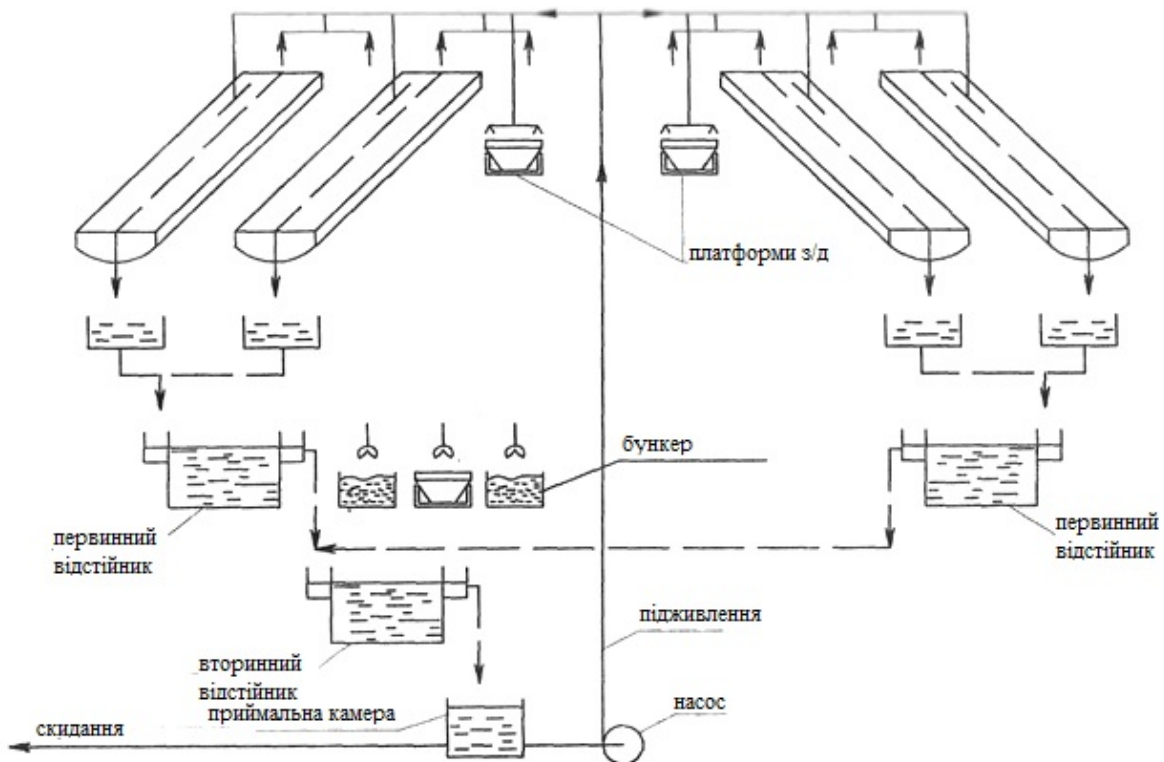 платформи з/д
бункер
первинний
відстійник
первинний
відстійник
підживлення
вторинний
відстійник
приймальна камера
насос
скидання